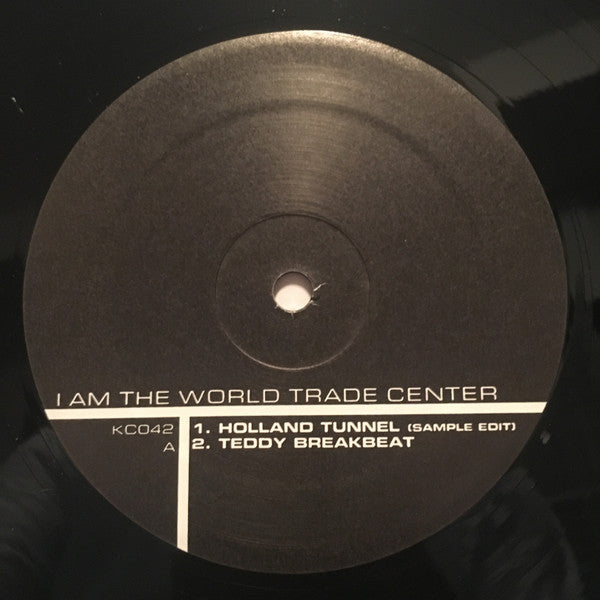 I AM THE WORLD TRADE CENTER
KC042
A
1. HOLLAND TUNNEL (SAMPLE EDIT)
2. TEDDY BREAKBEAT